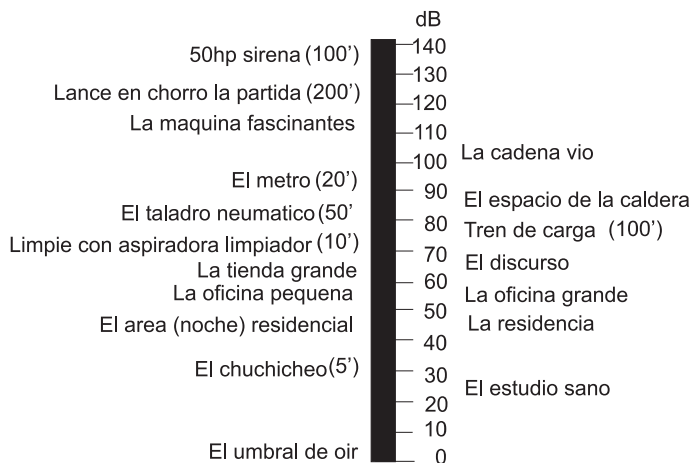 dB
140
50hp sirena (100’)
130
Lance en chorro la partida (200’)
120
La maquina fascinantes
110
100 La cadena vio
El metro (20’)
90
El espacio de la caldera
El taladro neumatico (50’
80 Tren de carga (100’)
Limpie con aspiradora limpiador (10’)
70
La tienda grande
El discurso
60
La oficina pequena
La oficina grande
50
El area (noche) residencial
La residencia
40
El chuchicheo (5’)
30
El estudio sano
20
10
El umbral de oir
0